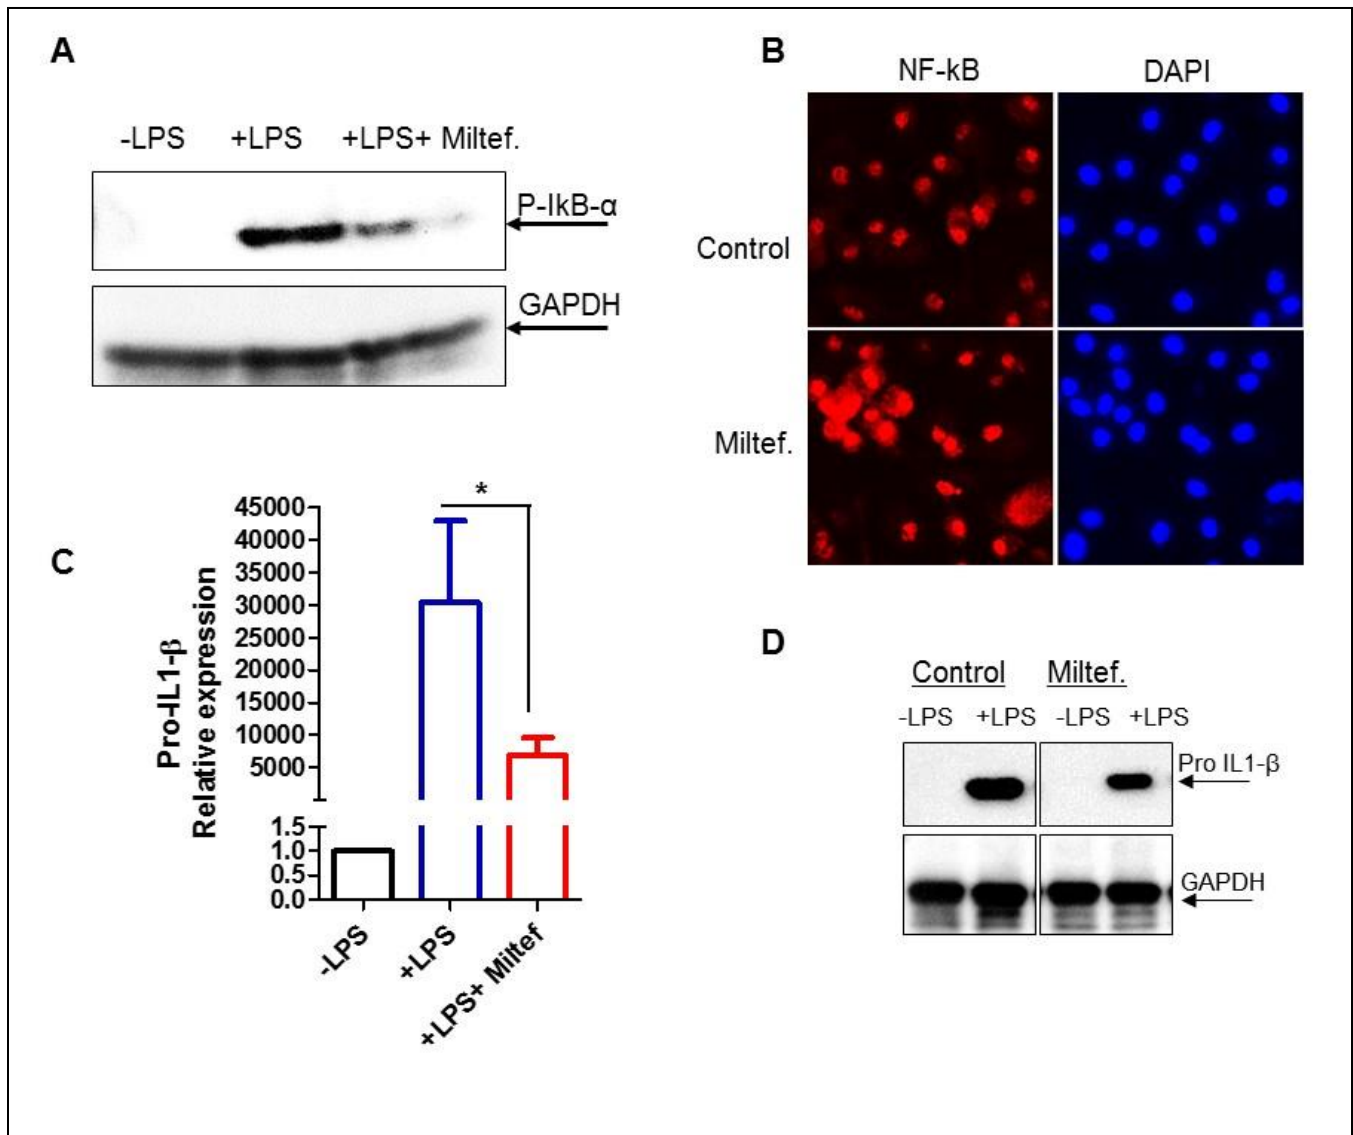 A
-LPS +LPS +LPS+ Miltef.
P-IkB-α
GAPDH
B
NF-kB DAPI
Control
Miltef.
C
Pro-IL1-β
Relative expression
45000
40000
35000
30000
25000
20000
15000
10000
5000
1.5
1.0
0.5
0.0
*
-LPS
+LPS
+LPS+ Miltef
D
Control Miltef.
-LPS +LPS -LPS +LPS
Pro IL1-β
GAPDH